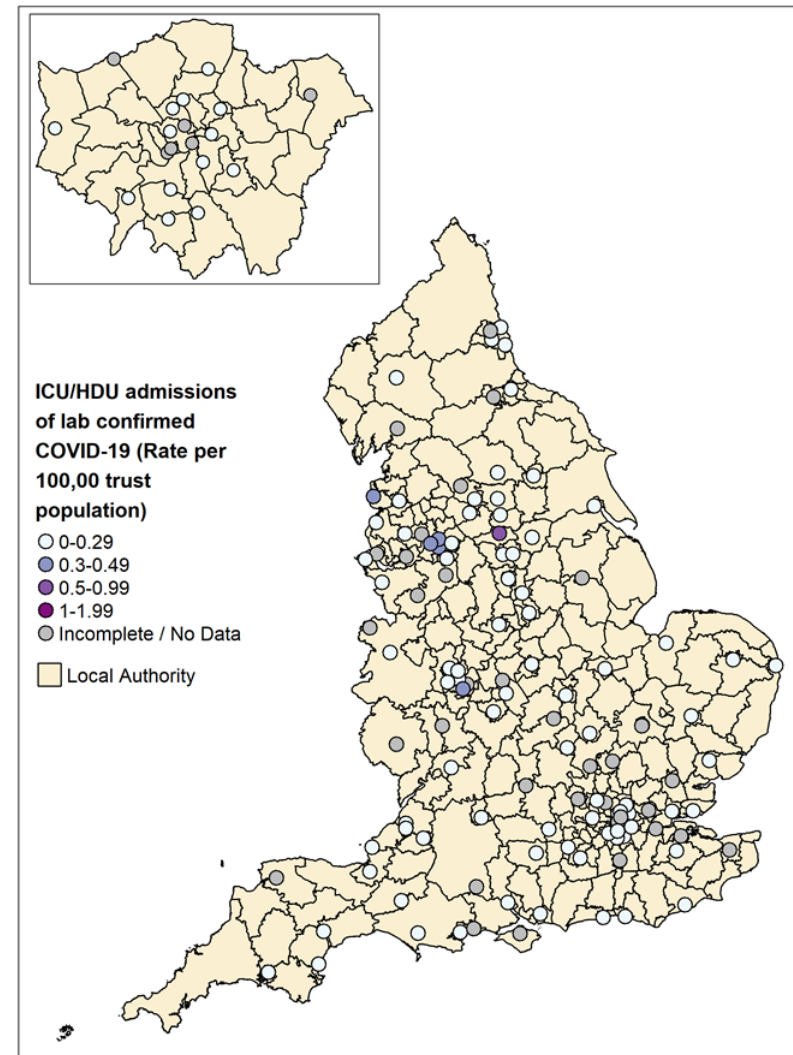 ICU/HDU admissions
of lab confirmed
COVID-19 (Rate per
100,00 trust
population)
0-0.29
0.3-0.49
0.5-0.99
1-1.99
Incomplete / No Data
Local Authority